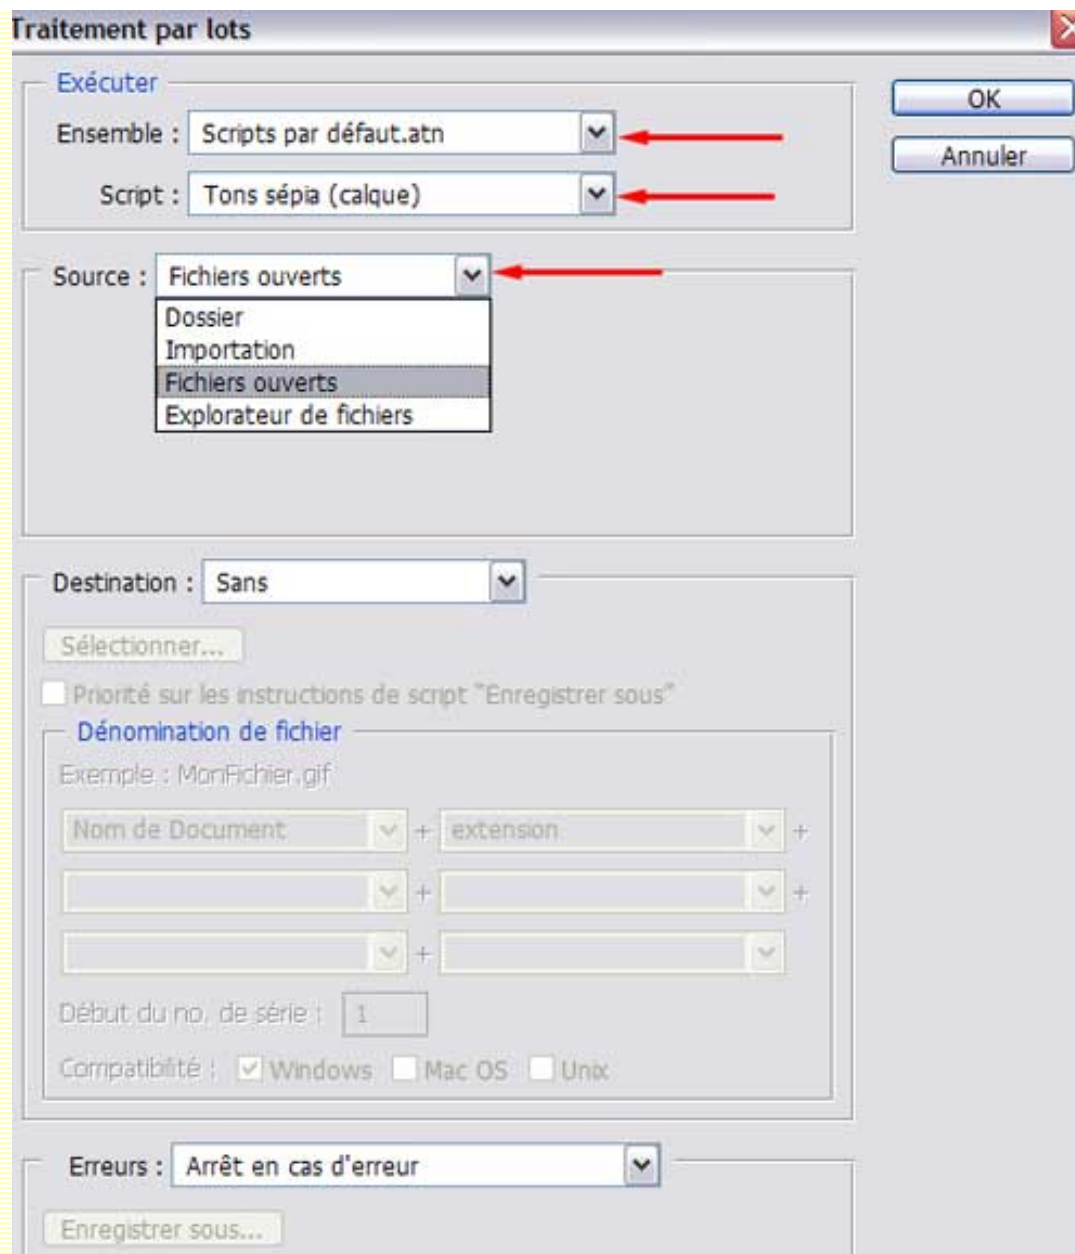 Traitement par lots
Exécuter
OK
Ensemble : Scripts par défaut.atn
Annuler
Script : Tons sépia (calque)
Source : Fichiers ouverts
Dossier
Importation
Fichiers ouverts
Explorateur de fichiers
Destination : Sans
Sélectionner...
Priorité sur les instructions de script "Enregistrer sous"
Dénomination de fichier
Exemple : MonFichier.gif
Nom de Document + extension +
+ +
+
Début du no. de série : 1
Compatibilité : Windows Mac OS Unix
Erreurs : Arrêt en cas d'erreur
Enregistrer sous...